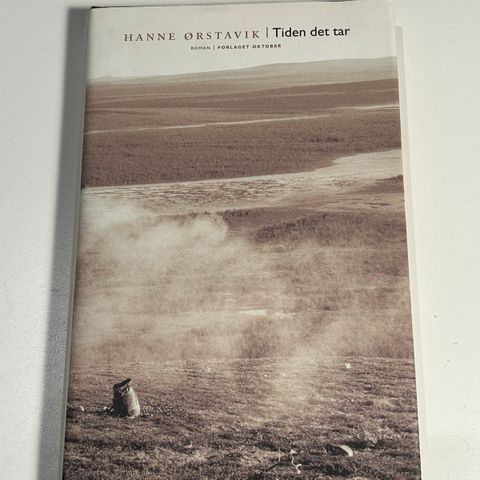 HANNE ØRSTAVIK | Tiden det tar
ROMAN | FORLAGET OKTOBER